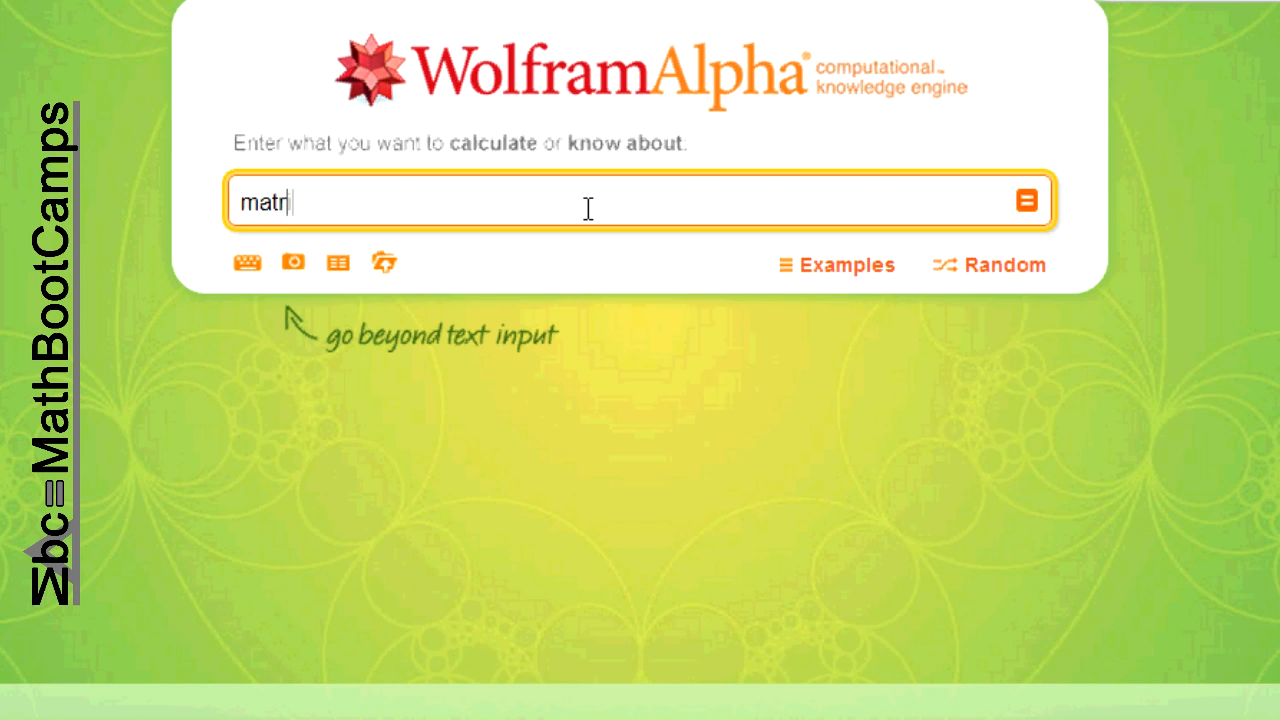 WolframAlpha computational knowledge engine
Enter what you want to calculate or know about:
matr
Examples
Random
go beyond text input
Mbc=MathBootCamps